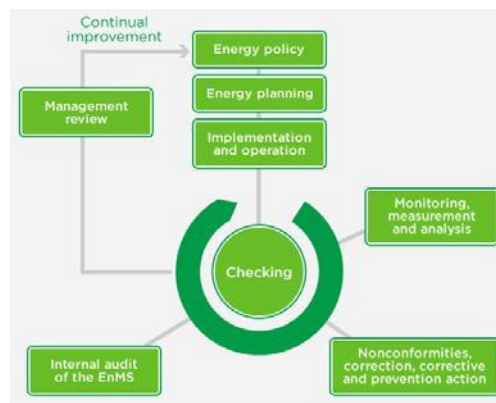 Continual
improvement
Energy policy
Energy planning
Management
review
Implementation
and operation
Monitoring,
measurement
and analysis
Checking
Internal audit
of the EnMS
Nonconformities,
correction, corrective
and prevention action